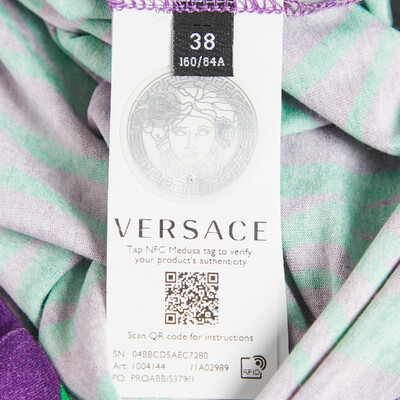 38
160/84A
VERSACE
Tap NFC Medusa tag to verify
your product's authenticity
Scan QR code for instructions
SN: 04BBCD5AEC7280
Art: 1004144 /1A02989
PO: PROABB/5379/1
RFID